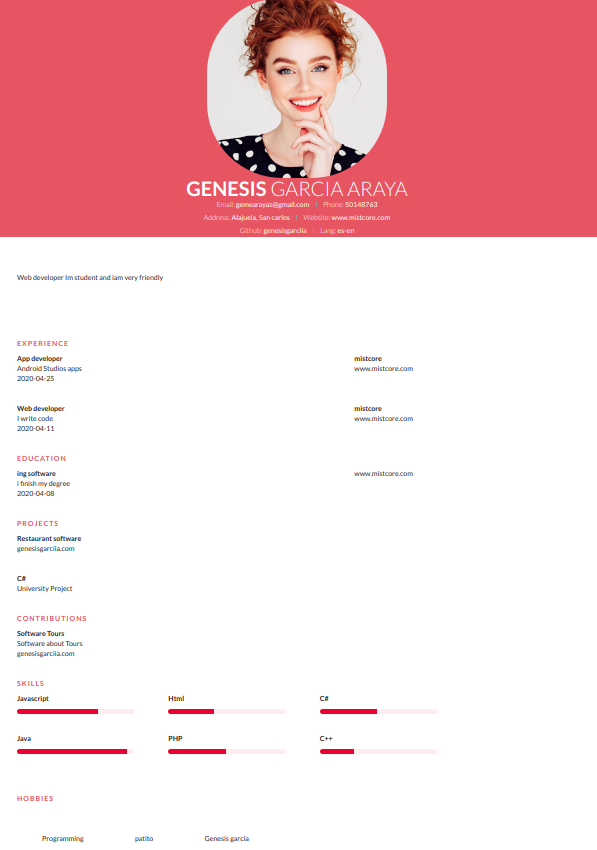 GENESIS GARCIA ARAYA
Email: gemearayaz@gmail.com | Phone: 50148763
Address: Alajuela, San carlos | Website: www.mistcore.com
Github: genesisgarciia | Lang: es-en
Web developer Im student and iam very friendly
EXPERIENCE
App developer mistcore
Android Studios apps www.mistcore.com
2020-04-25
Web developer mistcore
I write code www.mistcore.com
2020-04-11
EDUCATION
ing software www.mistcore.com
i finish my degree
2020-04-08
PROJECTS
Restaurant software
genesisgarciia.com
C#
University Project
CONTRIBUTIONS
Software Tours
Software about Tours
genesisgarciia.com
SKILLS
Javascript Html C#
Java PHP C++
HOBBIES
Programming patito Genesis garcia